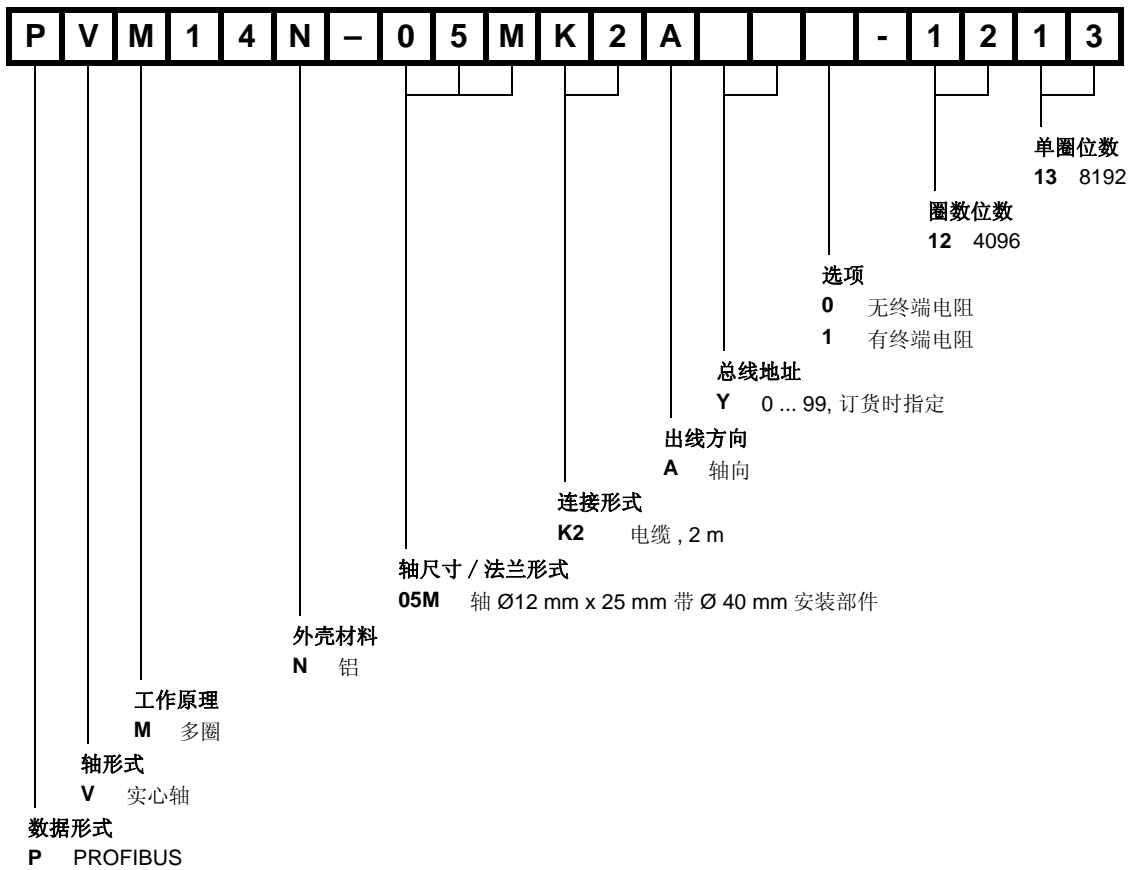 P V M 1 4 N – 0 5 M K 2 A - 1 2 1 3
单圈位数
13 8192
圈数位数
12 4096
选项
0 无终端电阻
1 有终端电阻
总线地址
Y 0 ... 99, 订货时指定
出线方向
A 轴向
连接形式
K2 电缆 , 2 m
轴尺寸 / 法兰形式
05M 轴 Ø12 mm x 25 mm 带 Ø 40 mm 安装部件
外壳材料
N 铝
工作原理
M 多圈
轴形式
V 实心轴
数据形式
P PROFIBUS